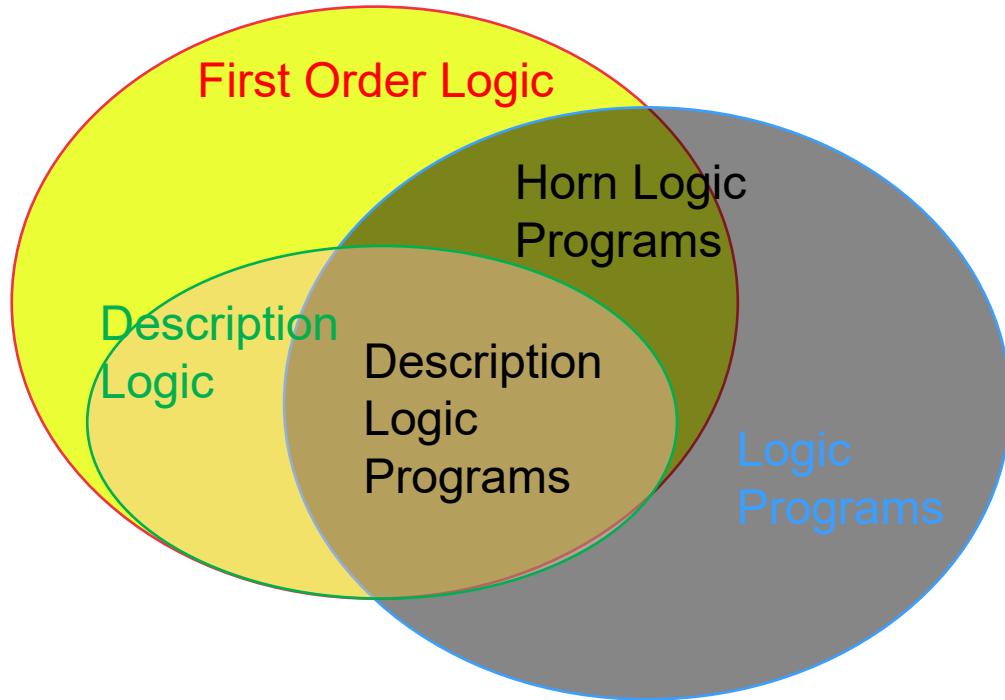 First Order Logic
Horn Logic
Programs
Description
Logic
Description
Logic
Programs
Logic
Programs